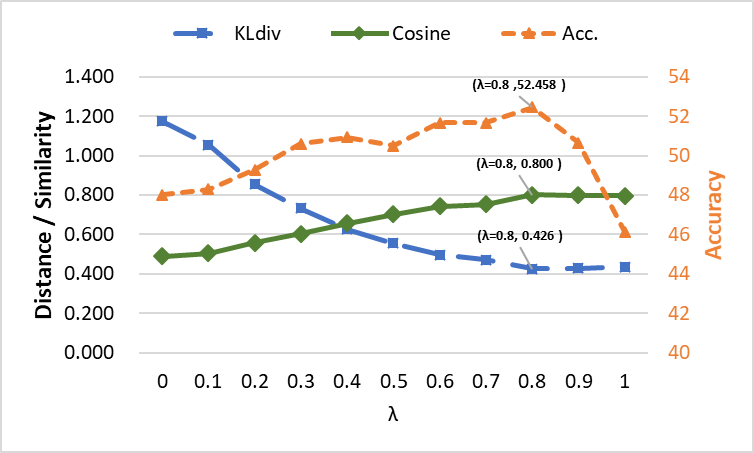 KLdiv Cosine Acc.
1.400 54
(λ=0.8 ,52.458 )
1.200 52
1.000 50
(λ=0.8, 0.800 )
0.800 48
0.600 46
(λ=0.8, 0.426 )
0.400 44
0.200 42
0.000 40
Distance / Similarity
Accuracy
0 0.1 0.2 0.3 0.4 0.5 0.6 0.7 0.8 0.9 1
λ